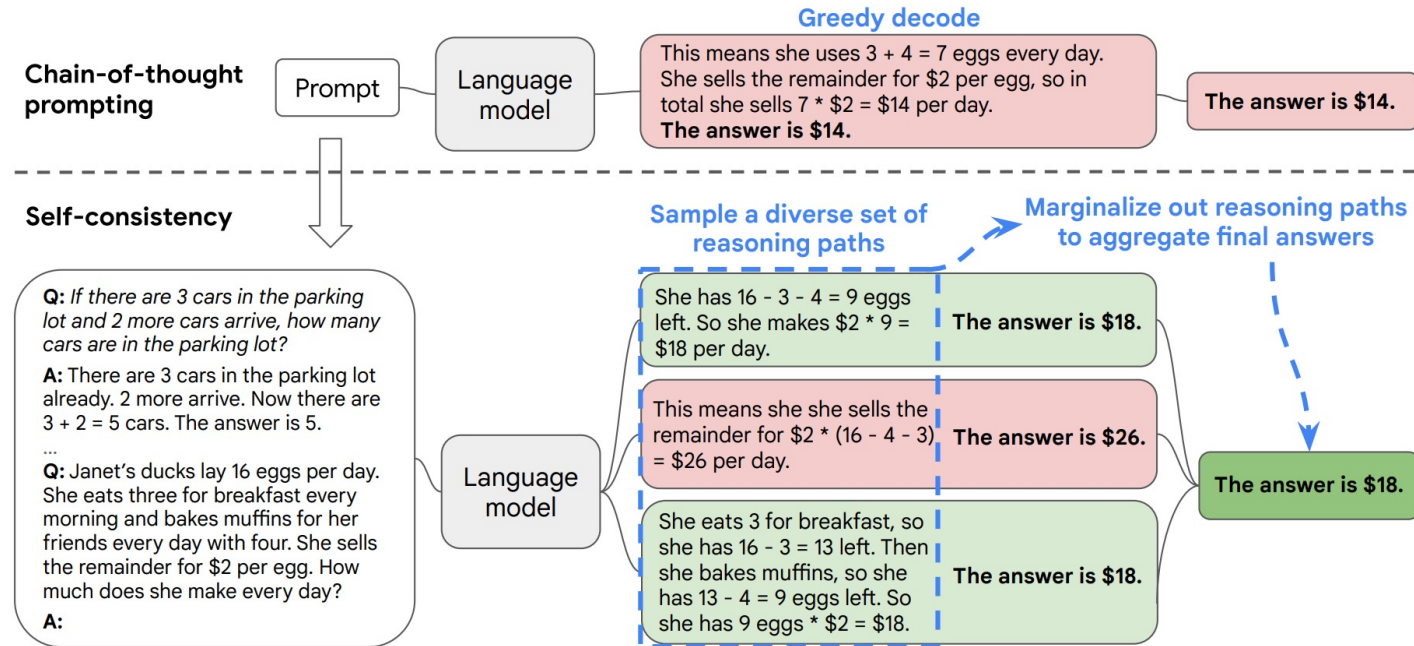 Greedy decode
Chain-of-thought
prompting
Prompt
Language
model
This means she uses 3 + 4 = 7 eggs every day.
She sells the remainder for $2 per egg, so in
total she sells 7 * $2 = $14 per day.
The answer is $14.
The answer is $14.
Self-consistency
Sample a diverse set of
reasoning paths
Marginalize out reasoning paths
to aggregate final answers
Q: If there are 3 cars in the parking
lot and 2 more cars arrive, how many
cars are in the parking lot?
A: There are 3 cars in the parking lot
already. 2 more arrive. Now there are
3 + 2 = 5 cars. The answer is 5.
...
Q: Janet's ducks lay 16 eggs per day.
She eats three for breakfast every
morning and bakes muffins for her
friends every day with four. She sells
the remainder for $2 per egg. How
much does she make every day?
A:
Language
model
She has 16 - 3 - 4 = 9 eggs
left. So she makes $2 * 9 =
$18 per day.
The answer is $18.
This means she she sells the
remainder for $2 * (16 - 4 - 3)
= $26 per day.
The answer is $26.
She eats 3 for breakfast, so
she has 16 - 3 = 13 left. Then
she bakes muffins, so she
has 13 - 4 = 9 eggs left. So
she has 9 eggs * $2 = $18.
The answer is $18.
The answer is $18.